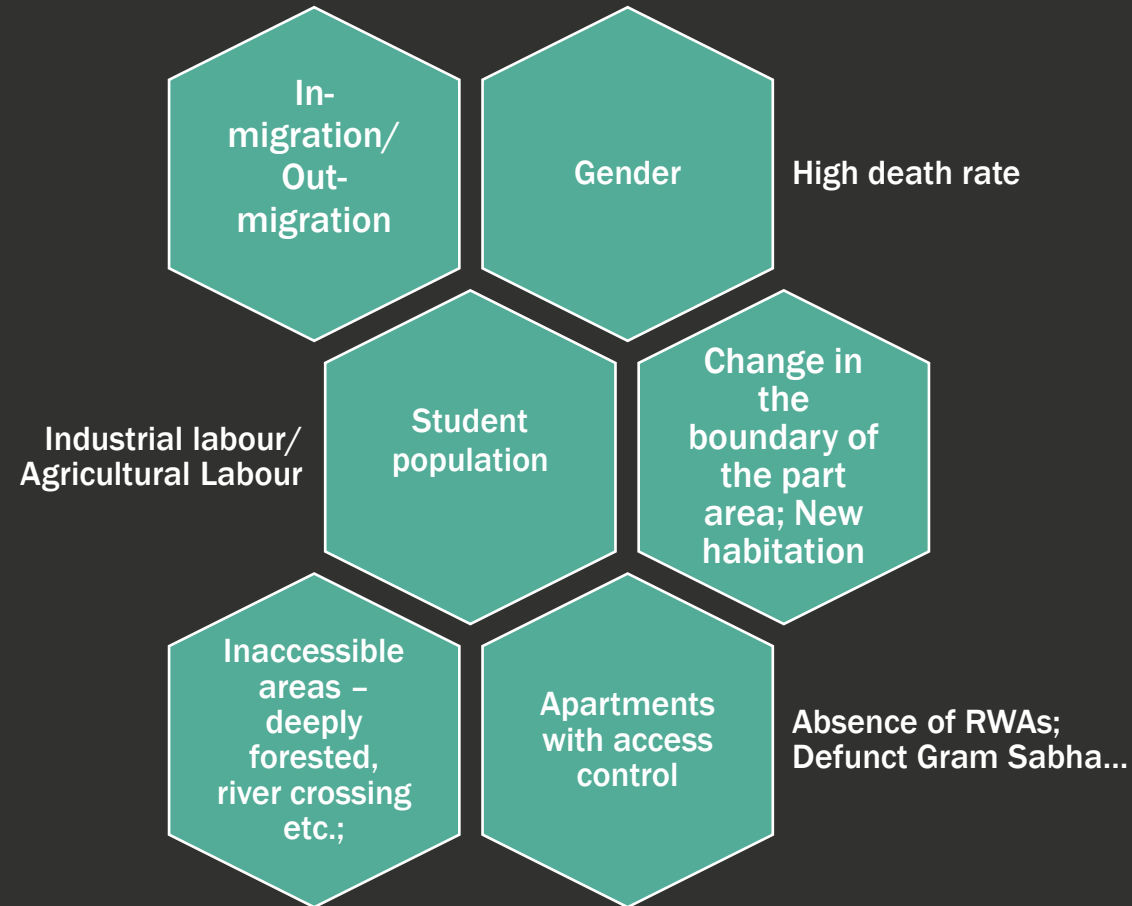 In-
migration/
Out-
migration
Gender
High death rate
Industrial labour/
Agricultural Labour
Student
population
Change in
the
boundary of
the part
area; New
habitation
Inaccessible
areas –
deeply
forested,
river crossing
etc.;
Apartments
with access
control
Absence of RWAs;
Defunct Gram Sabha...